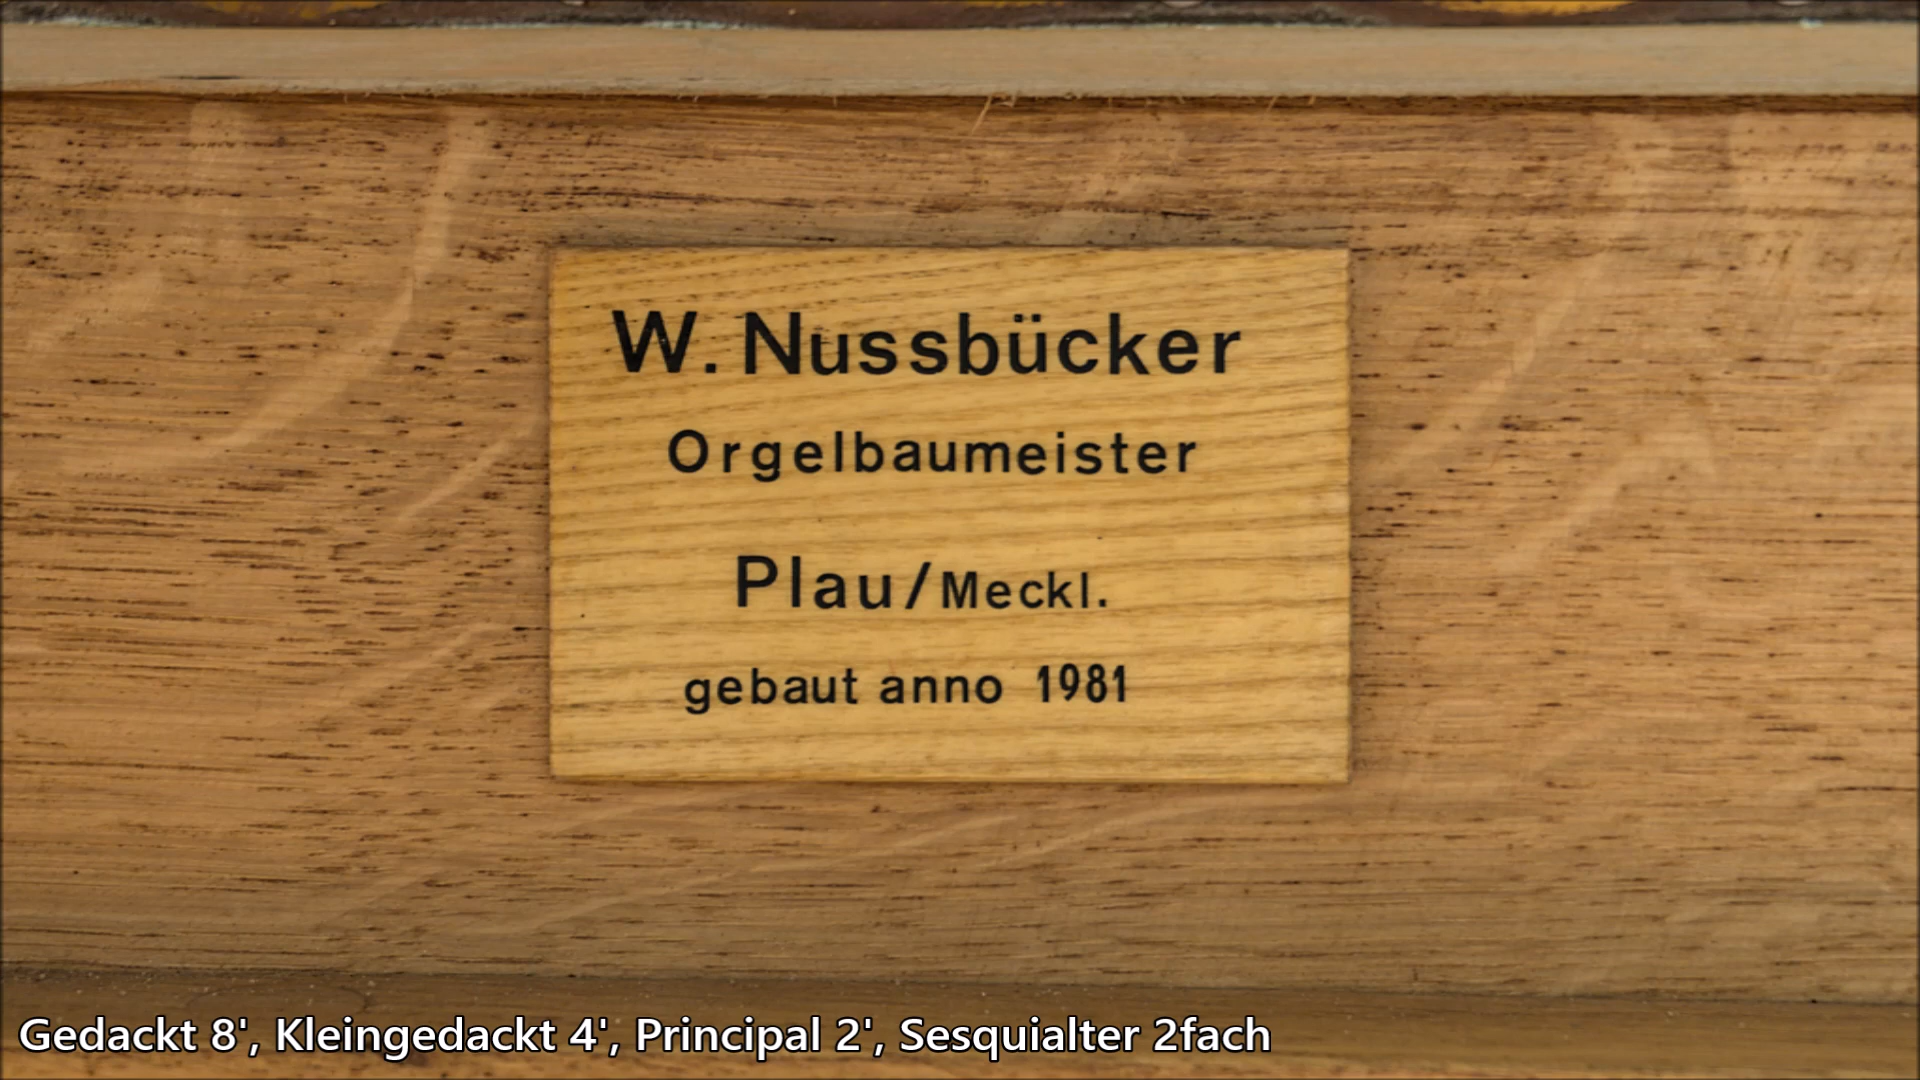 W. Nussbücker
Orgelbaumeister
Plau/Meckl.
gebaut anno 1981
Gedackt 8', Kleingedackt 4', Principal 2', Sesquialter 2fach